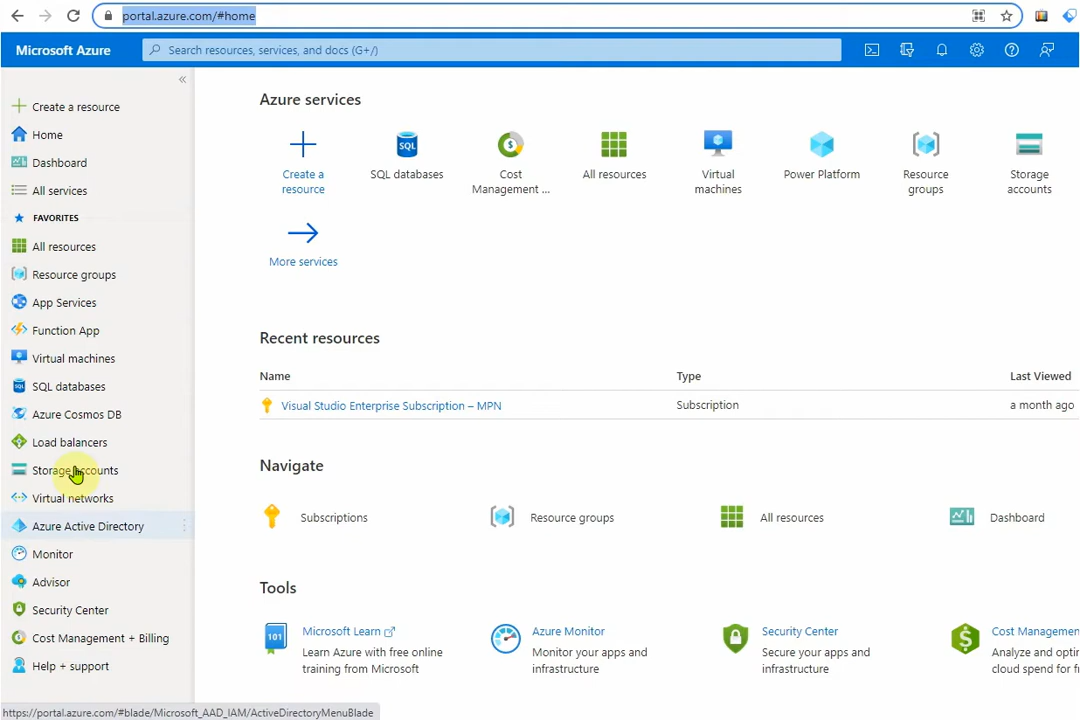 portal.azure.com/#home
Microsoft Azure
Search resources, services, and docs (G+/)
Create a resource
Home
Dashboard
All services
FAVORITES
All resources
Resource groups
App Services
Function App
Virtual machines
SQL databases
Azure Cosmos DB
Load balancers
Storage accounts
Virtual networks
Azure Active Directory
Monitor
Advisor
Security Center
Cost Management + Billing
Help + support
Azure services
Create a
resource
SQL
SQL databases
$
Cost
Management ...
All resources
Virtual
machines
Power Platform
Resource
groups
Storage
accounts
More services
Recent resources
Name Type Last Viewed
Visual Studio Enterprise Subscription – MPN Subscription a month ago
Navigate
Subscriptions
Resource groups
All resources
Dashboard
Tools
101
Microsoft Learn
Learn Azure with free online
training from Microsoft
Azure Monitor
Monitor your apps and
infrastructure
Security Center
Secure your apps and
infrastructure
$
Cost Managemen
Analyze and opti
cloud spend for f
https://portal.azure.com/#blade/Microsoft_AAD_IAM/ActiveDirectoryMenuBlade